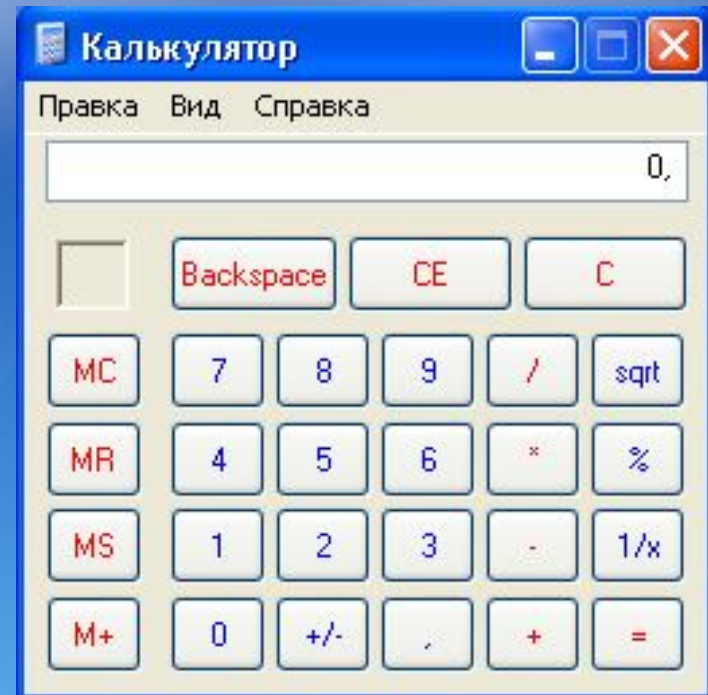 Калькулятор
Правка Вид Справка
0,
Backspace CE C
MC 7 8 9 / sqrt
MR 4 5 6 * %
MS 1 2 3 - 1/x
M+ 0 +/- , + =